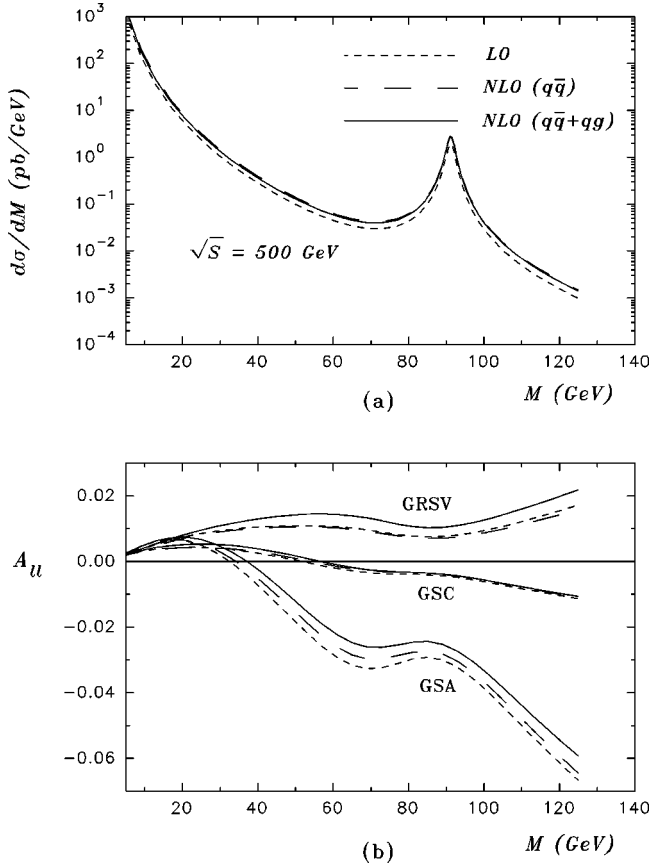 10³
10²
10¹
10⁰
10⁻¹
10⁻²
10⁻³
10⁻⁴
dσ/dM (pb/GeV)
LO
NLO (qq̅)
NLO (qq̅+qg)
√S = 500 GeV
20 40 60 80 100 120 140
(a)
M (GeV)
0.02
0.00
−0.02
−0.04
−0.06
A_ll
GRSV
GSC
GSA
20 40 60 80 100 120 140
(b)
M (GeV)